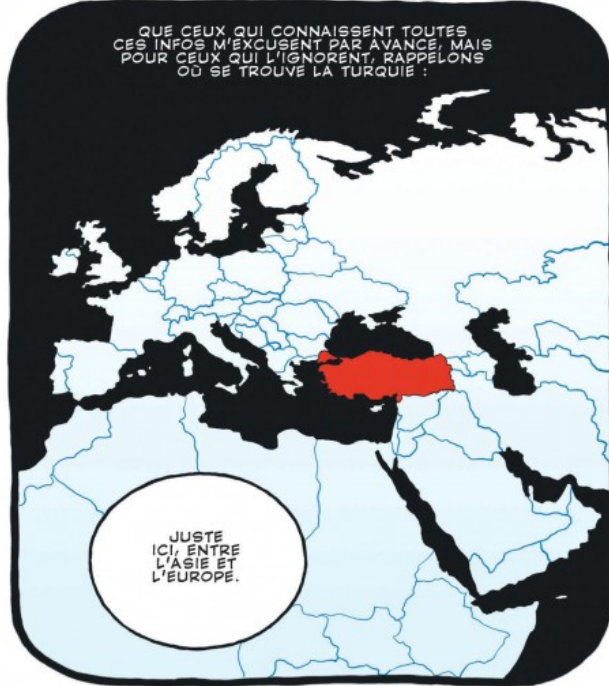 QUE CEUX QUI CONNAISSENT TOUTES
CES INFOS M'EXCUSENT PAR AVANCE, MAIS
POUR CEUX QUI L'IGNORENT, RAPPELONS
OÙ SE TROUVE LA TURQUIE :
JUSTE
ICI, ENTRE
L'ASIE ET
L'EUROPE.